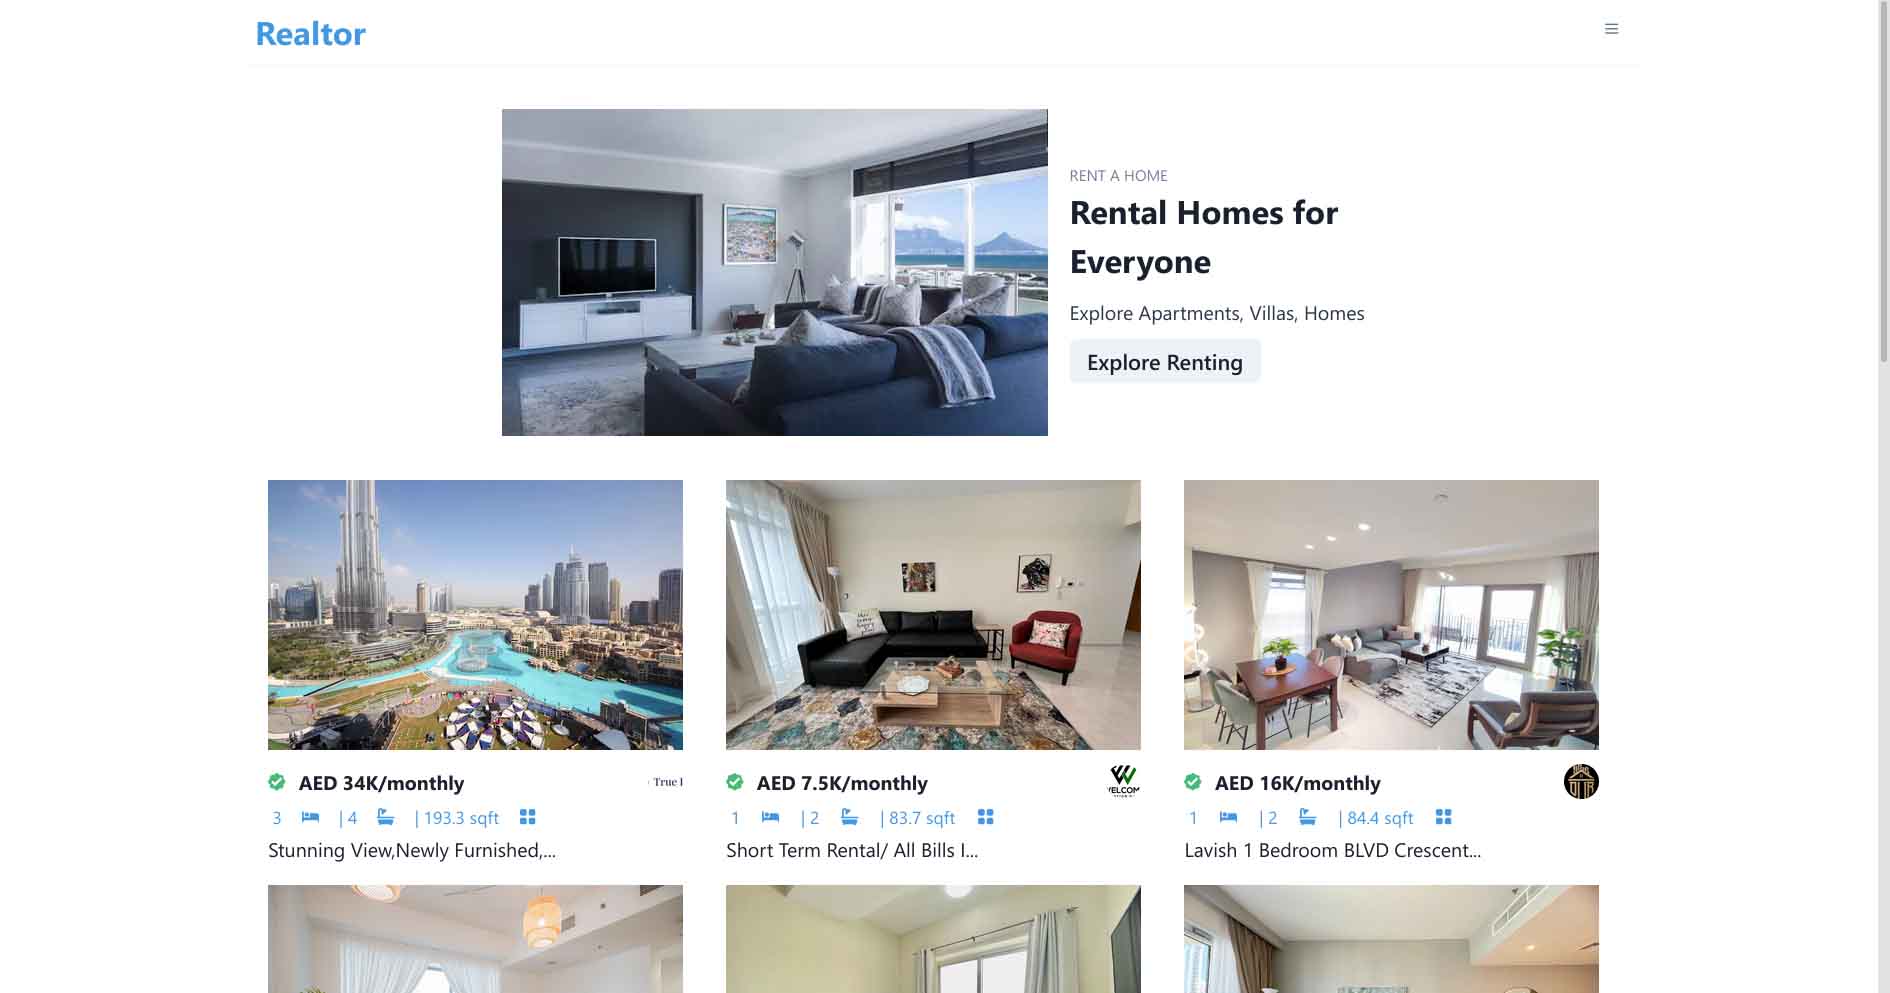 Realtor
RENT A HOME
Rental Homes for
Everyone
Explore Apartments, Villas, Homes
Explore Renting
AED 34K/monthly
True
3 | 4 | 193.3 sqft
Stunning View,Newly Furnished,...
AED 7.5K/monthly
VELCOM
1 | 2 | 83.7 sqft
Short Term Rental/ All Bills I...
AED 16K/monthly
1 | 2 | 84.4 sqft
Lavish 1 Bedroom BLVD Crescent...